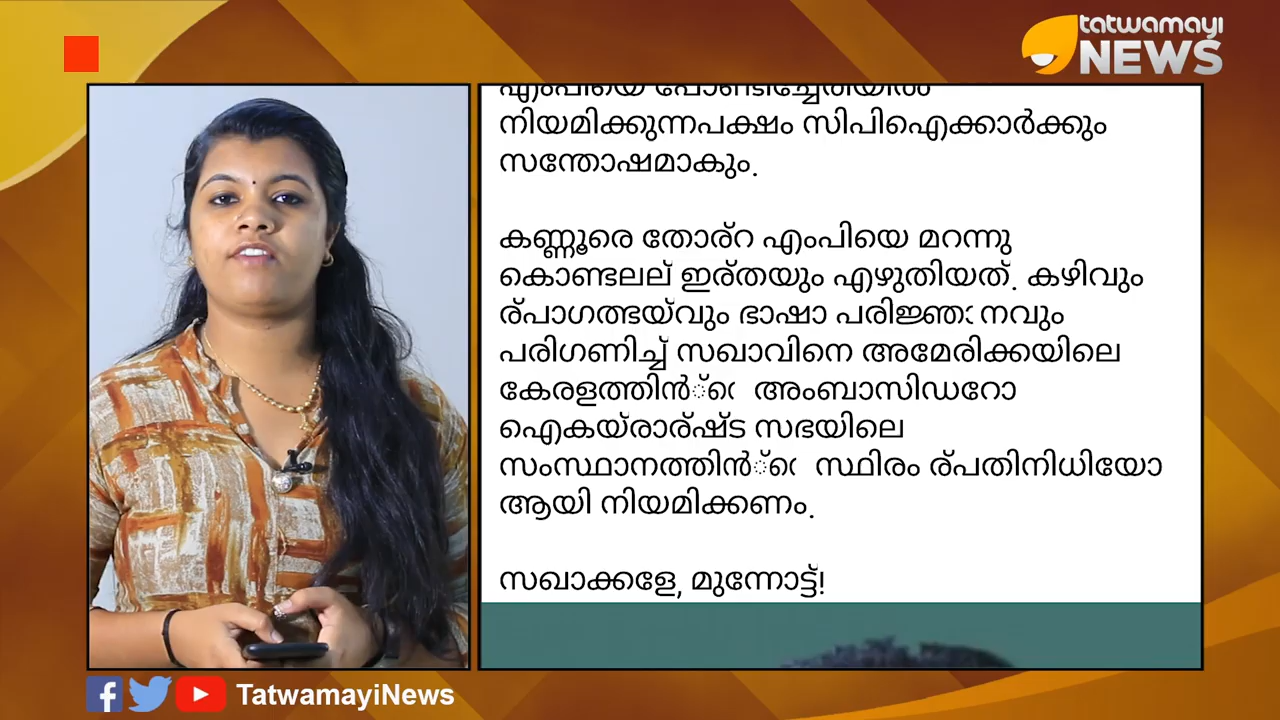 tatwamayi
NEWS
എംപിയെ പോണ്ടിച്ചേരിയിൽ
നിയമിക്കുന്നപക്ഷം സിപിഐക്കാർക്കും
സന്തോഷമാകും.
കണ്ണൂരെ തോര്റ എംപിയെ മറന്നു
കൊണ്ടലല് ഇര്തയും എഴുതിയത്. കഴിവും
ര്പാഗത്ഭയ്വും ഭാഷാ പരിജ്ഞാനവും
പരിഗണിച്ച് സഖാവിനെ അമേരിക്കയിലെ
കേരളത്തിൻ്റെ അംബാസിഡറോ
ഐകയ്രാര്ഷ്ട സഭയിലെ
സംസ്ഥാനത്തിൻ്റെ സ്ഥിരം ര്പതിനിധിയോ
ആയി നിയമിക്കണം.
സഖാക്കളേ, മുന്നോട്ട്!
TatwamayiNews